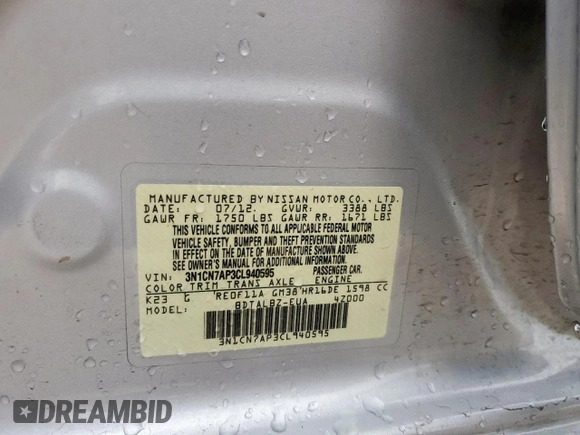 MANUFACTURED BY NISSAN MOTOR CO., LTD.
DATE: 07/12. GVWR: 3388 LBS
GAWR FR: 1750 LBS GAWR RR: 1671 LBS
THIS VEHICLE CONFORMS TO ALL APPLICABLE FEDERAL MOTOR
VEHICLE SAFETY, BUMPER AND THEFT PREVENTION STANDARDS
IN EFFECT ON THE DATE OF MANUFACTURE SHOWN ABOVE.
SEE OWNER'S MANUAL FOR ADDITIONAL INFORMATION.
VIN: 3N1CN7AP3CL940595 PASSENGER CAR.
COLOR TRIM TRANS AXLE ENGINE
K23 G RE0F11A GM38 HR16DE 1598 CC
MODEL: BDTALBZ-EUA 4Z000
3N1CN7AP3CL940595
DREAMBID